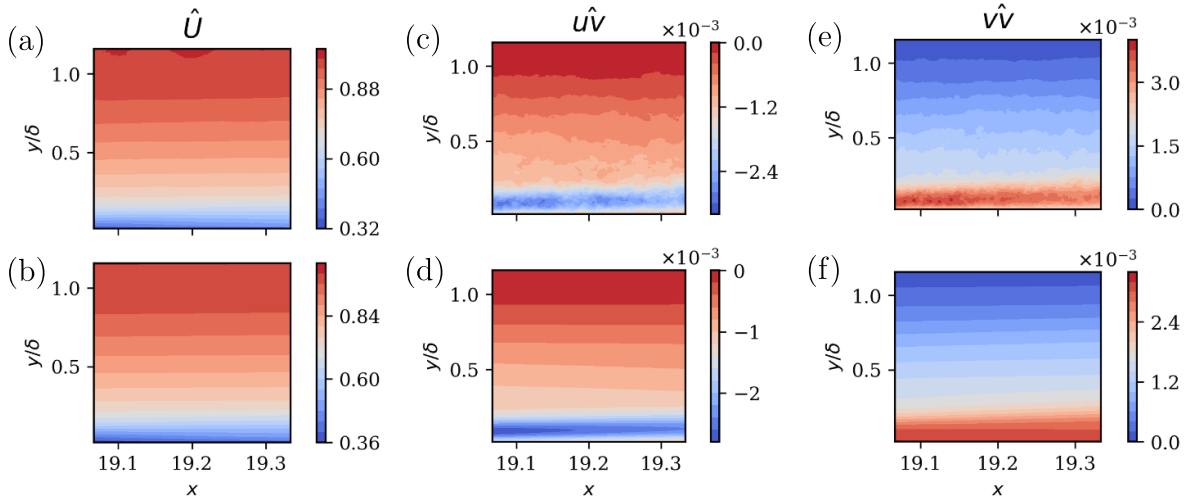 (a) Û (c) uv̂ ×10⁻³ (e) vv̂ ×10⁻³
y/δ 1.0 0.5 0.88 0.60 0.32
y/δ 1.0 0.5 0.0 −1.2 −2.4
y/δ 1.0 0.5 3.0 1.5 0.0
(b) (d) ×10⁻³ (f) ×10⁻³
y/δ 1.0 0.5 0.84 0.60 0.36
y/δ 1.0 0.5 0 −1 −2
y/δ 1.0 0.5 2.4 1.2 0.0
19.1 19.2 19.3 19.1 19.2 19.3 19.1 19.2 19.3
x x x